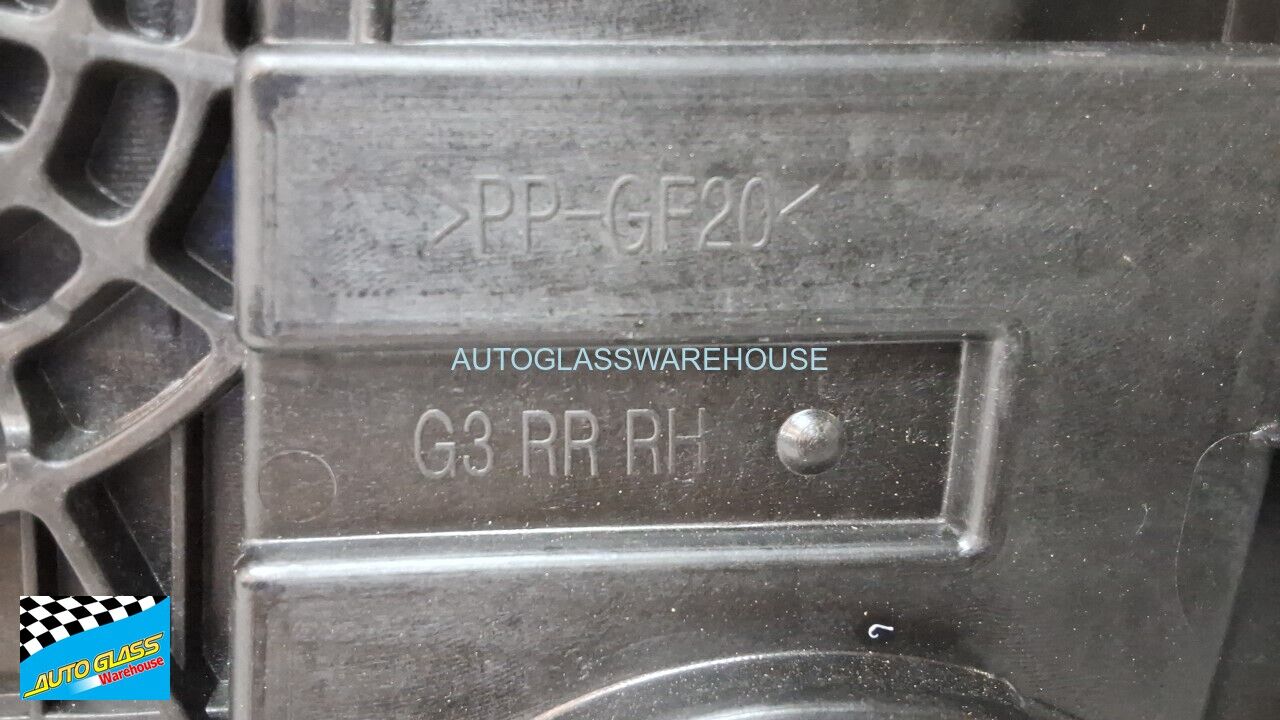 >PP-GF20<
AUTOGLASSWAREHOUSE
G3 RR RH
AUTO GLASS
Warehouse